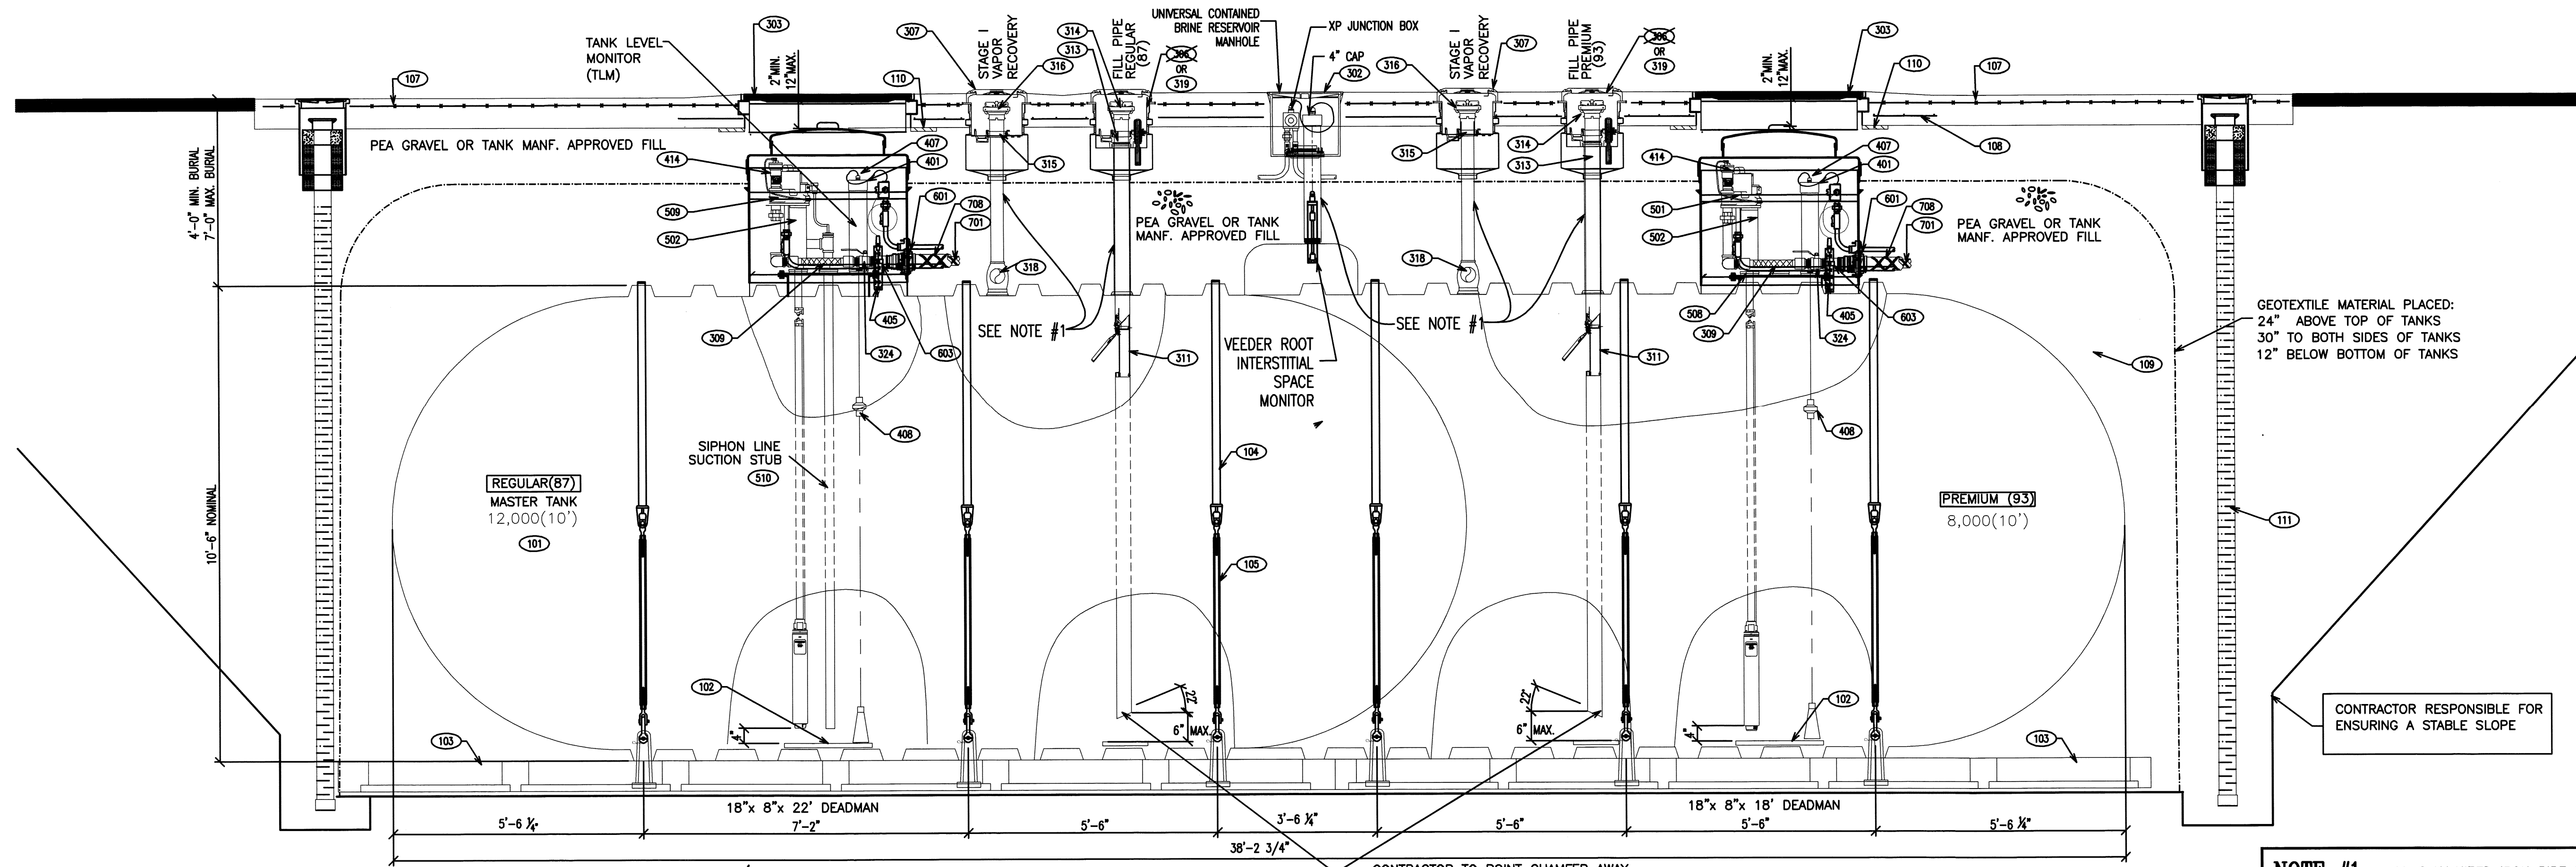 303
307
STAGE I
VAPOR
RECOVERY
314
313
316
FILL PIPE
REGULAR
(87)
306
OR
319
UNIVERSAL CONTAINED
BRINE RESERVOIR
MANHOLE
XP JUNCTION BOX
4" CAP
302
STAGE I
VAPOR
RECOVERY
307
316
FILL PIPE
PREMIUM
(93)
306
OR
319
303
TANK LEVEL
MONITOR
(TLM)
2"MIN.
12"MAX.
107
110
2"MIN.
12"MAX.
110
107
PEA GRAVEL OR TANK MANF. APPROVED FILL
414
407
401
315
315
314
313
414
407
401
108
4'-0" MIN. BURIAL
7'-0" MAX. BURIAL
509
502
601
708
701
PEA GRAVEL OR TANK
MANF. APPROVED FILL
318
318
501
502
601
708
701
PEA GRAVEL OR TANK
MANF. APPROVED FILL
309
405
324
603
SEE NOTE #1
311
SEE NOTE #1
311
508
309
405
324
603
GEOTEXTILE MATERIAL PLACED:
24" ABOVE TOP OF TANKS
30" TO BOTH SIDES OF TANKS
12" BELOW BOTTOM OF TANKS
VEEDER ROOT
INTERSTITIAL
SPACE
MONITOR
109
408
408
SIPHON LINE
SUCTION STUB
510
104
10'-6" NOMINAL
REGULAR(87)
MASTER TANK
12,000(10')
101
PREMIUM (93)
8,000(10')
111
105
102
4"
22°
6" MAX.
22°
6" MAX.
4"
102
103
103
CONTRACTOR RESPONSIBLE FOR
ENSURING A STABLE SLOPE
18"x 8"x 22' DEADMAN
18"x 8"x 18' DEADMAN
5'-6 1/4"
7'-2"
5'-6"
3'-6 1/4"
5'-6"
5'-6"
5'-6 1/4"
38'-2 3/4"
CONTRACTOR TO POINT CHAMFER AWAY
NOTE #1